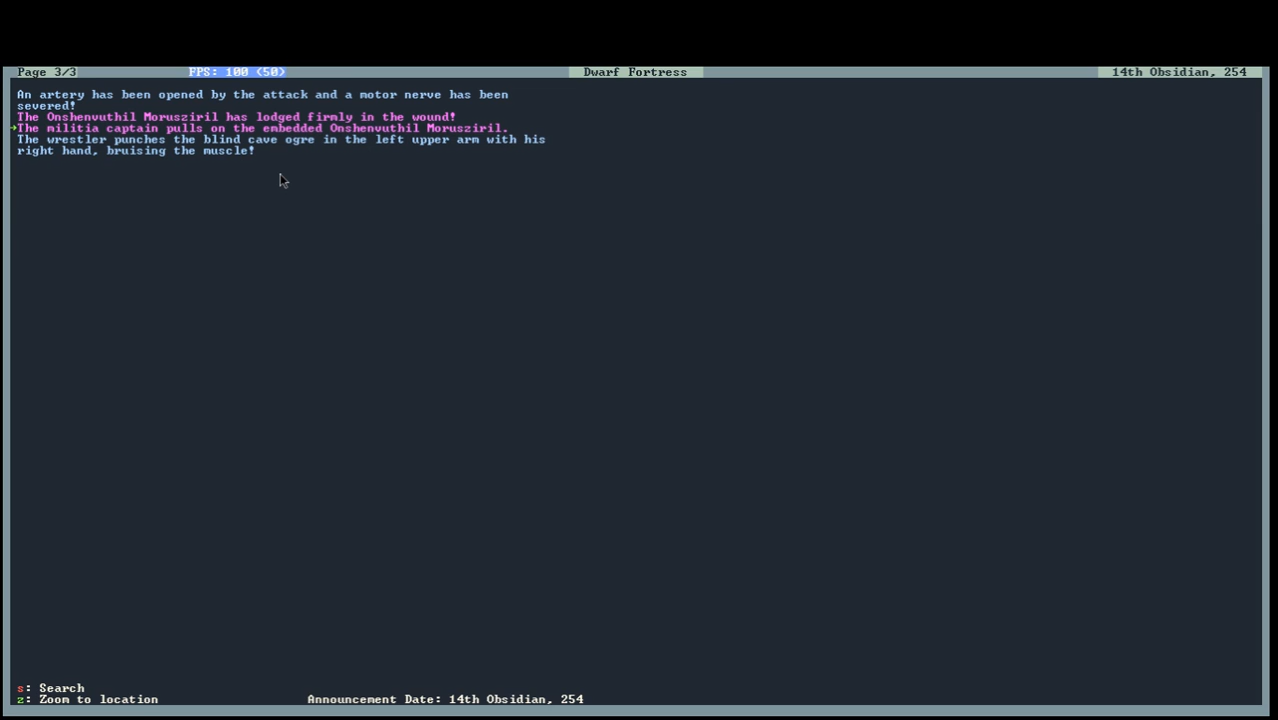 Page 3/3 FPS: 100 (50) Dwarf Fortress 14th Obsidian, 254
An artery has been opened by the attack and a motor nerve has been
severed!
The Onshenvuthil Morusziril has lodged firmly in the wound!
The militia captain pulls on the embedded Onshenvuthil Morusziril.
The wrestler punches the blind cave ogre in the left upper arm with his
right hand, bruising the muscle!
s: Search
z: Zoom to location Announcement Date: 14th Obsidian, 254